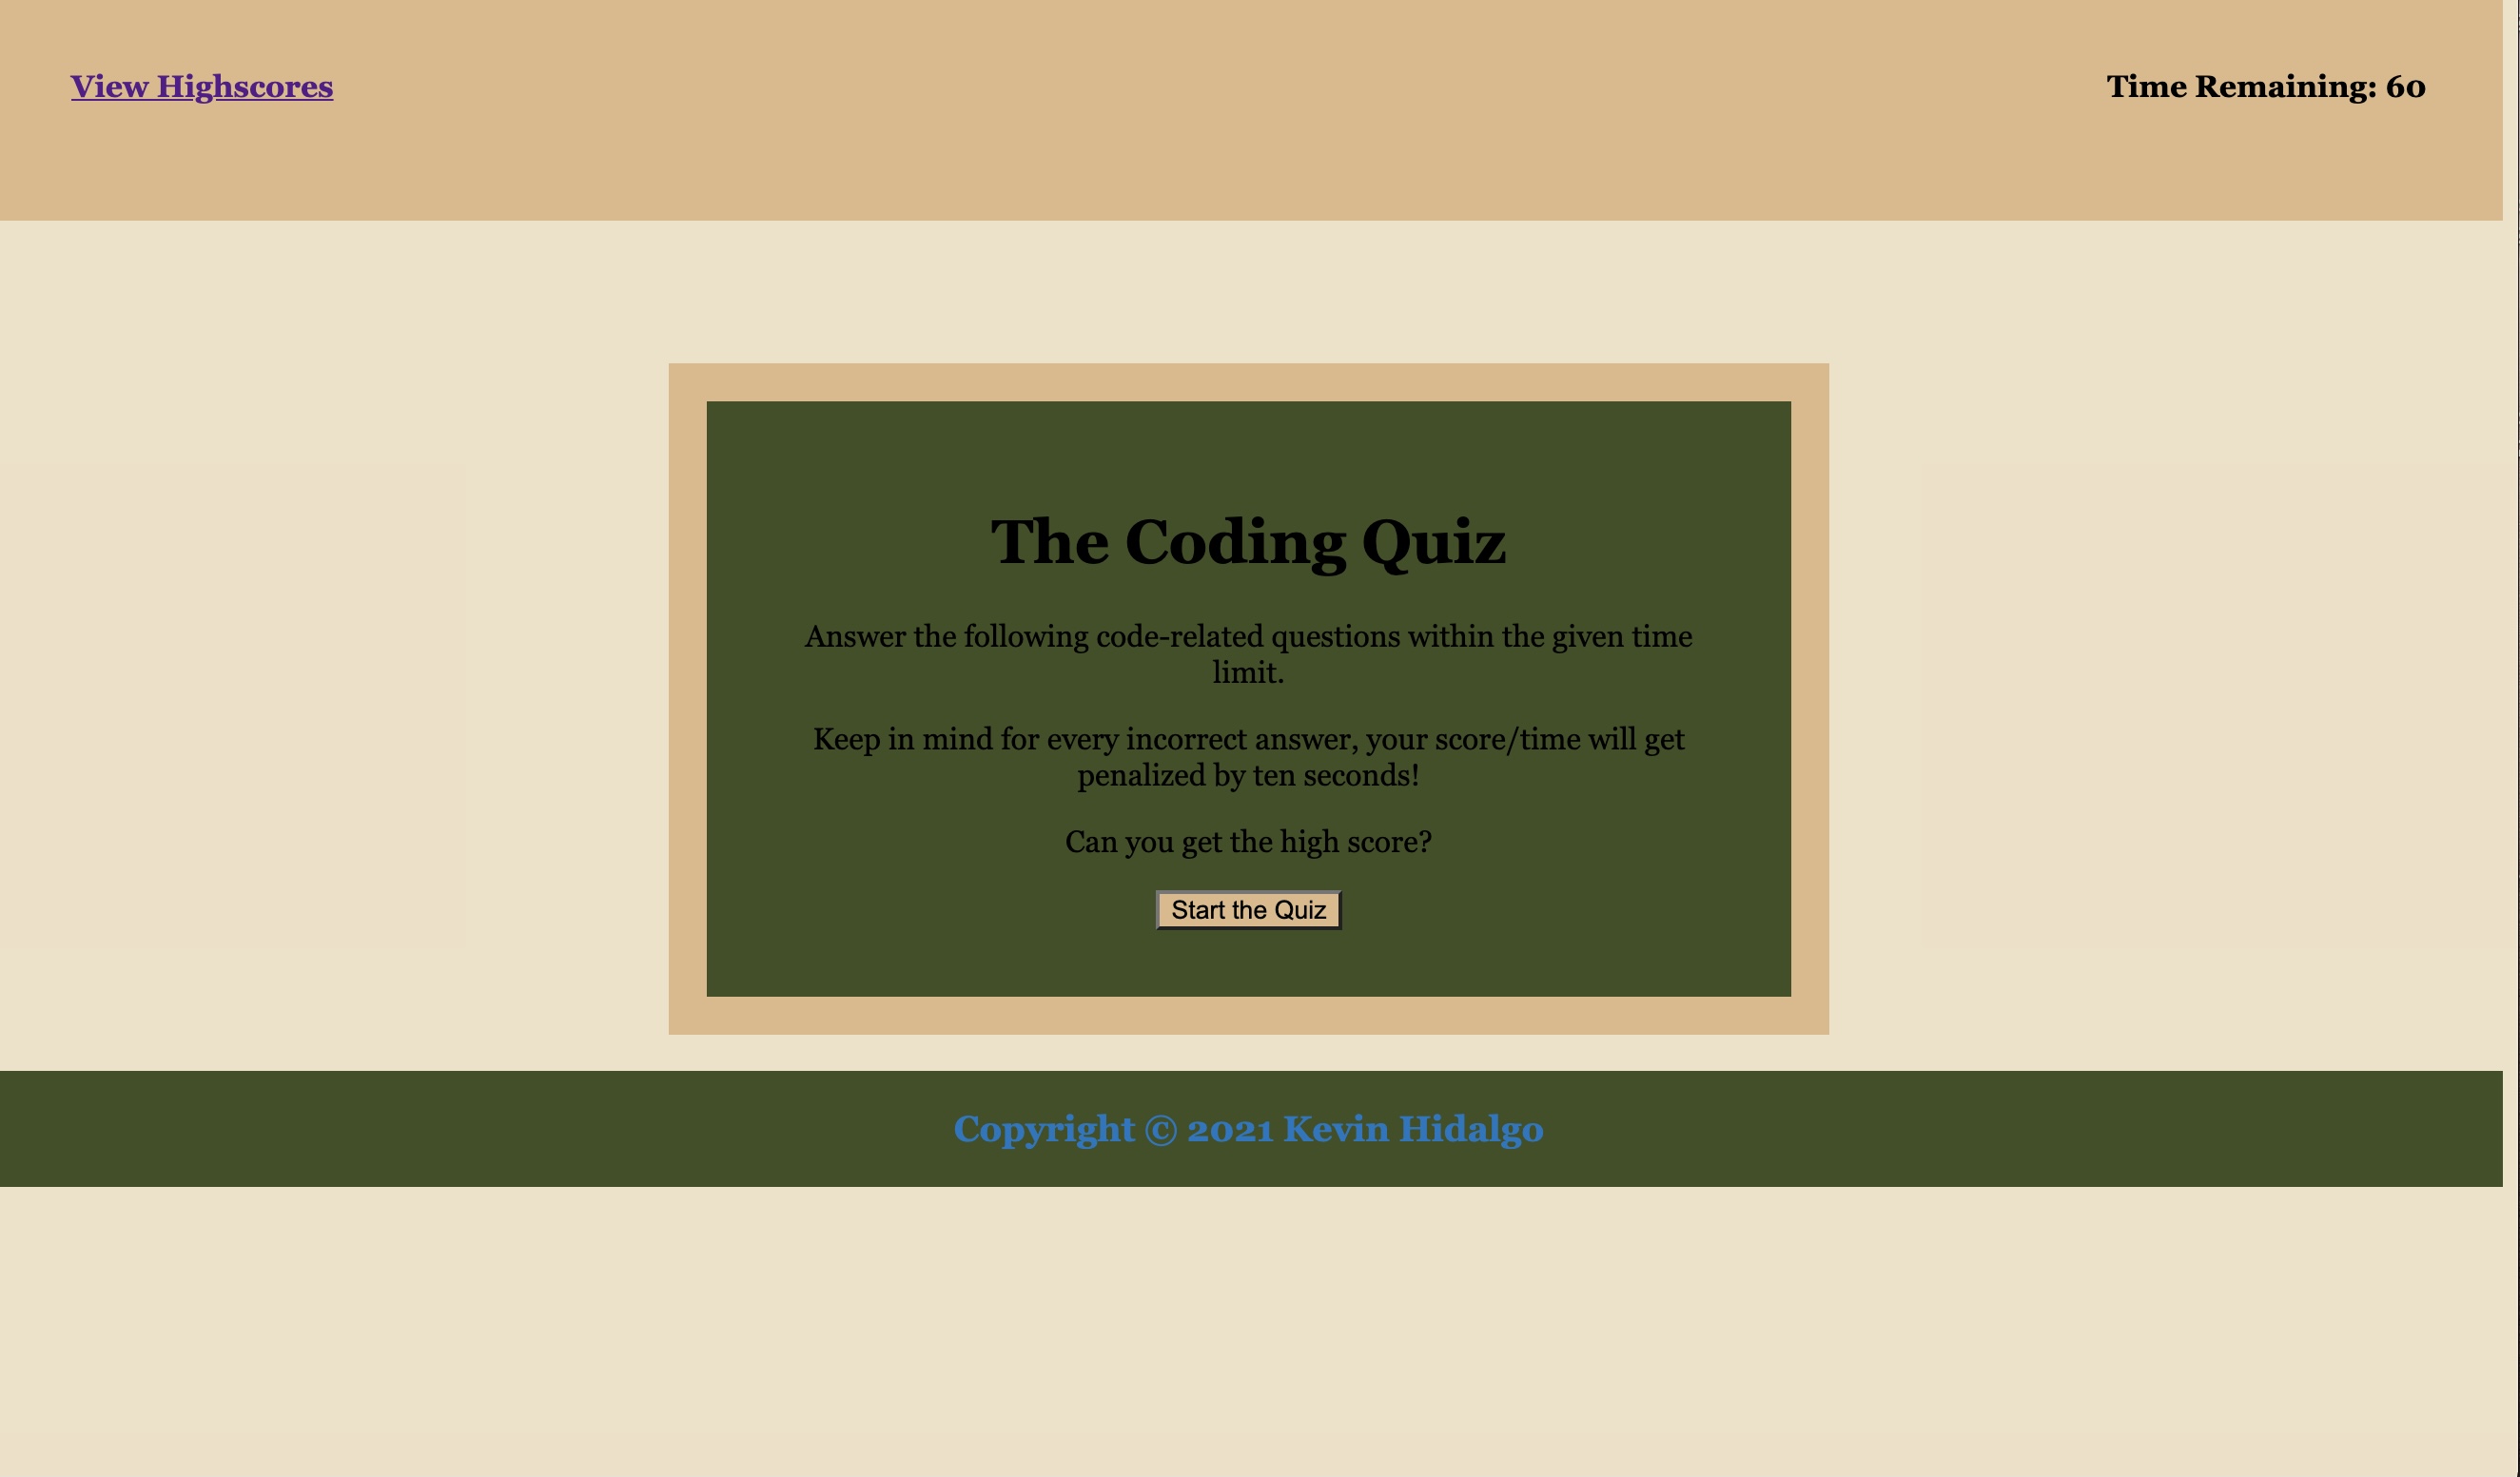 View Highscores
Time Remaining: 60
The Coding Quiz
Answer the following code-related questions within the given time
limit.
Keep in mind for every incorrect answer, your score/time will get
penalized by ten seconds!
Can you get the high score?
Start the Quiz
Copyright © 2021 Kevin Hidalgo